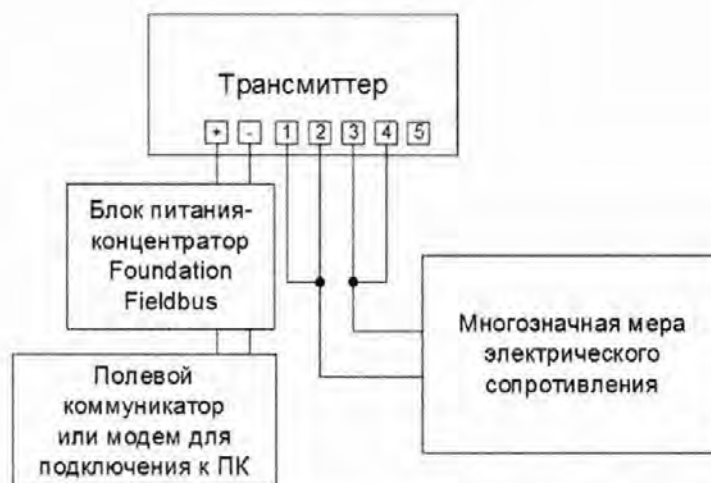 Трансмиттер
+ - 1 2 3 4 5
Блок питания-
концентратор
Foundation
Fieldbus
Многозначная мера
электрического
сопротивления
Полевой
коммуникатор
или модем для
подключения к ПК